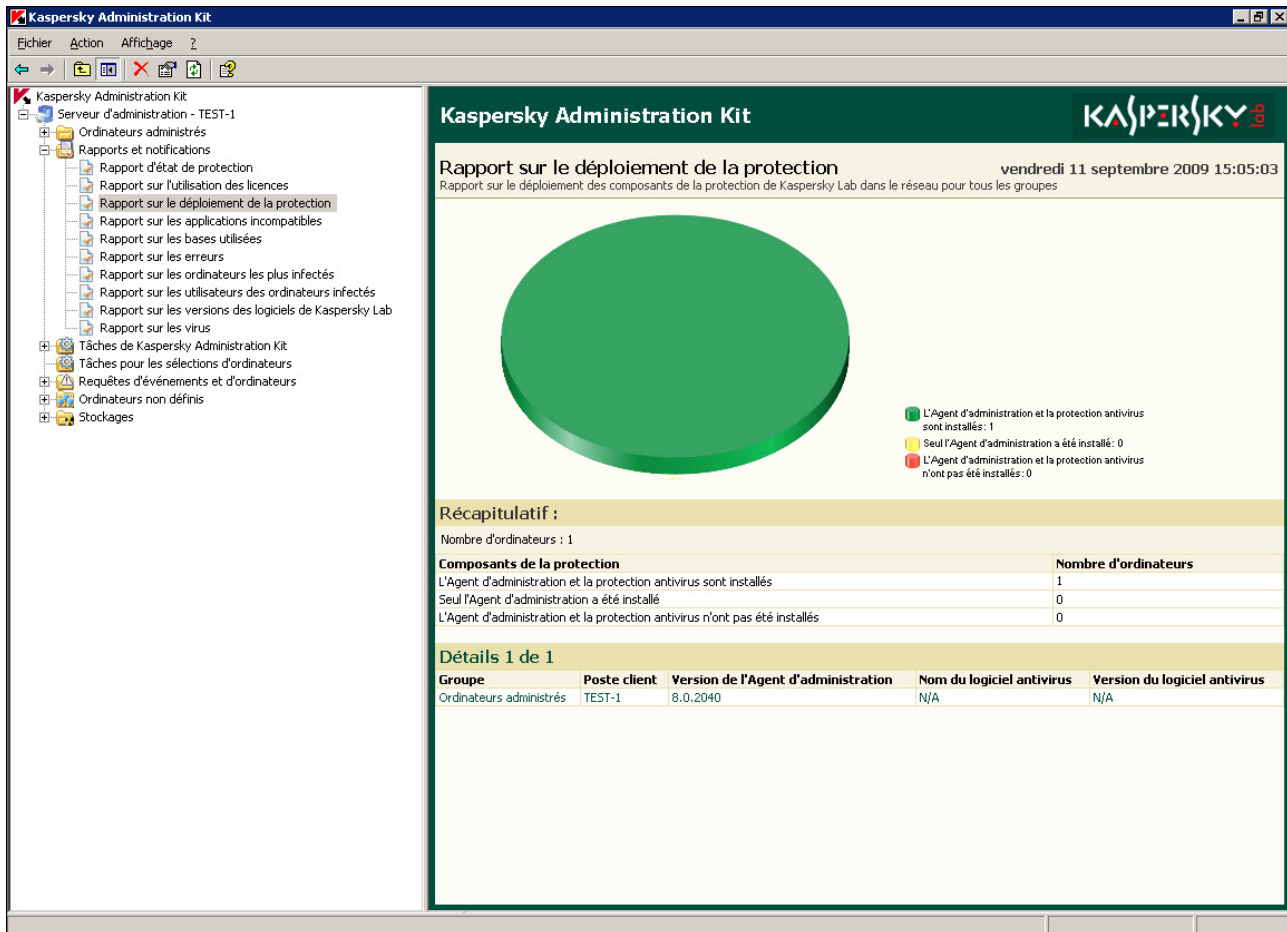 Kaspersky Administration Kit
Fichier Action Affichage ?
Kaspersky Administration Kit
Serveur d'administration - TEST-1
Ordinateurs administrés
Rapports et notifications
Rapport d'état de protection
Rapport sur l'utilisation des licences
Rapport sur le déploiement de la protection
Rapport sur les applications incompatibles
Rapport sur les bases utilisées
Rapport sur les erreurs
Rapport sur les ordinateurs les plus infectés
Rapport sur les utilisateurs des ordinateurs infectés
Rapport sur les versions des logiciels de Kaspersky Lab
Rapport sur les virus
Tâches de Kaspersky Administration Kit
Tâches pour les sélections d'ordinateurs
Requêtes d'événements et d'ordinateurs
Ordinateurs non définis
Stockages
Kaspersky Administration Kit
KASPERSKY lab
Rapport sur le déploiement de la protection vendredi 11 septembre 2009 15:05:03
Rapport sur le déploiement des composants de la protection de Kaspersky Lab dans le réseau pour tous les groupes
L'Agent d'administration et la protection antivirus
sont installés: 1
Seul l'Agent d'administration a été installé: 0
L'Agent d'administration et la protection antivirus
n'ont pas été installés: 0
Récapitulatif :
Nombre d'ordinateurs : 1
Composants de la protection Nombre d'ordinateurs
L'Agent d'administration et la protection antivirus sont installés 1
Seul l'Agent d'administration a été installé 0
L'Agent d'administration et la protection antivirus n'ont pas été installés 0
Détails 1 de 1
Groupe Poste client Version de l'Agent d'administration Nom du logiciel antivirus Version du logiciel antivirus
Ordinateurs administrés TEST-1 8.0.2040 N/A N/A